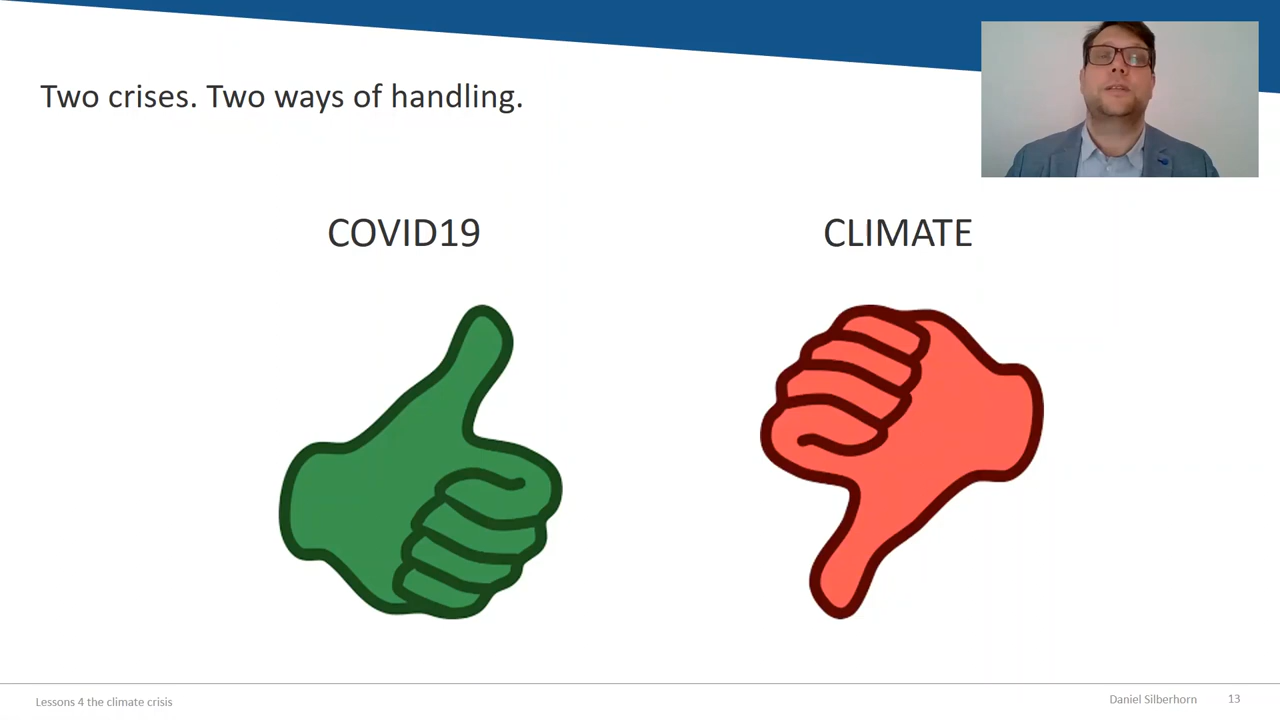 Two crises. Two ways of handling.
COVID19
CLIMATE
Lessons 4 the climate crisis
Daniel Silberhorn
13